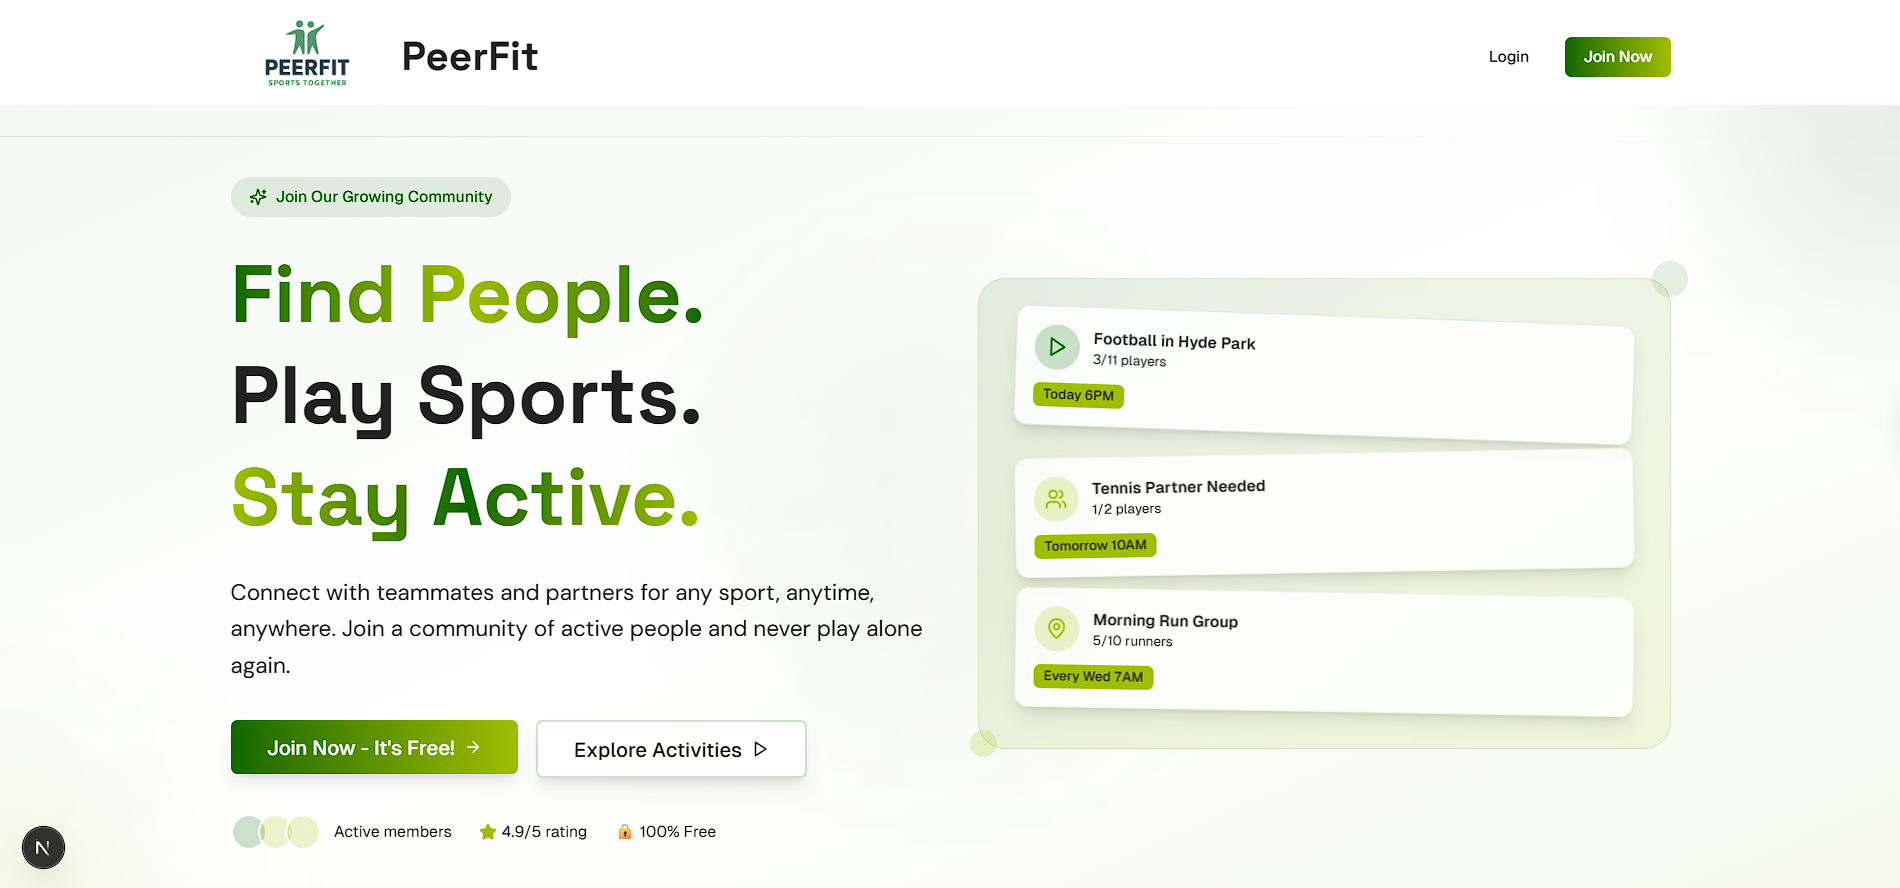 PEERFIT
SPORTS TOGETHER
PeerFit
Login
Join Now
Join Our Growing Community
Find People.
Play Sports.
Stay Active.
Connect with teammates and partners for any sport, anytime,
anywhere. Join a community of active people and never play alone
again.
Join Now - It's Free!
Explore Activities
Active members
4.9/5 rating
100% Free
Football in Hyde Park
3/11 players
Today 6PM
Tennis Partner Needed
1/2 players
Tomorrow 10AM
Morning Run Group
5/10 runners
Every Wed 7AM
N